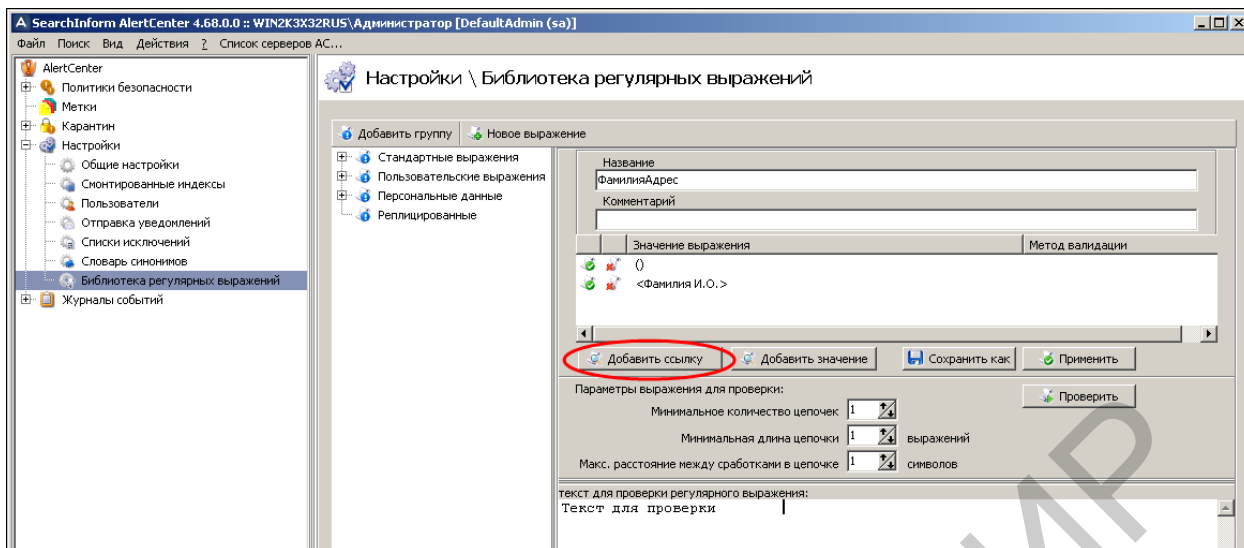 SearchInform AlertCenter 4.68.0.0 :: WIN2K3X32RUS\Администратор [DefaultAdmin (sa)]
Файл Поиск Вид Действия ? Список серверов AC...
AlertCenter
Политики безопасности
Метки
Карантин
Настройки
Общие настройки
Смонтированные индексы
Пользователи
Отправка уведомлений
Списки исключений
Словарь синонимов
Библиотека регулярных выражений
Журналы событий
Настройки \ Библиотека регулярных выражений
Добавить группу Новое выражение
Стандартные выражения
Пользовательские выражения
Персональные данные
Реплицированные
Название
ФамилияАдрес
Комментарий
Значение выражения Метод валидации
()
<Фамилия И.О.>
Добавить ссылку Добавить значение Сохранить как Применить
Параметры выражения для проверки:
Проверить
Минимальное количество цепочек 1
Минимальная длина цепочки 1 выражений
Макс. расстояние между сработками в цепочке 1 символов
текст для проверки регулярного выражения:
Текст для проверки
ИР